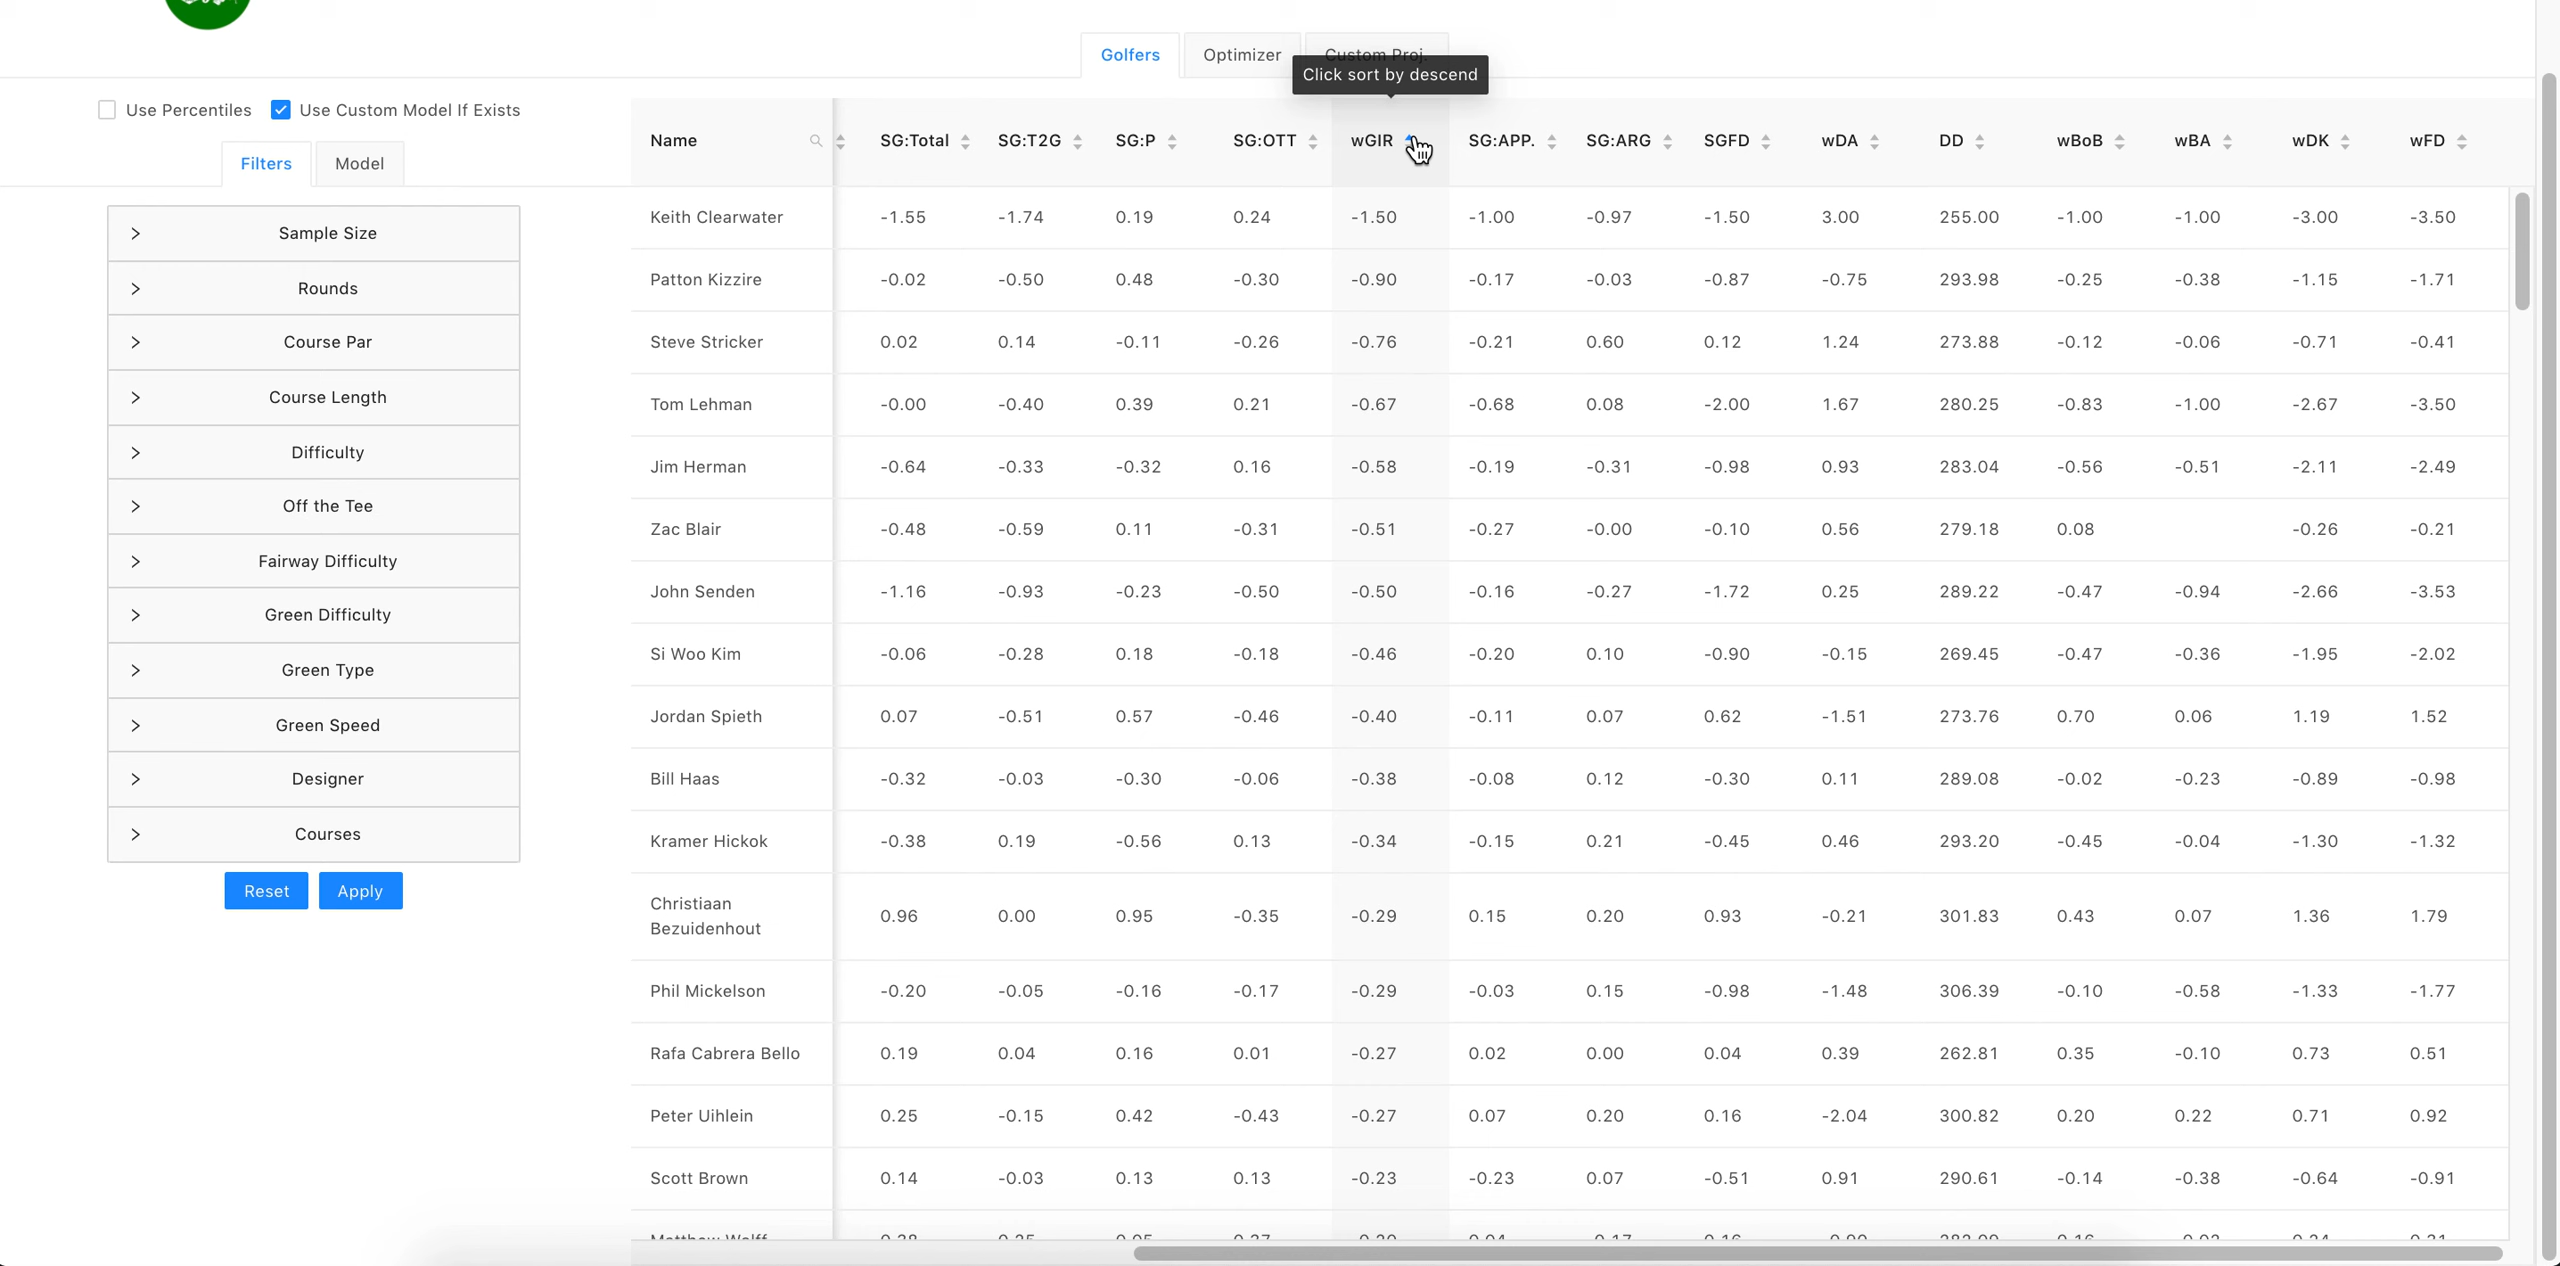 Golfers Optimizer Custom Proj.
Click sort by descend
Use Percentiles Use Custom Model If Exists
Filters Model
Sample Size
Rounds
Course Par
Course Length
Difficulty
Off the Tee
Fairway Difficulty
Green Difficulty
Green Type
Green Speed
Designer
Courses
Reset Apply
Name SG:Total SG:T2G SG:P SG:OTT wGIR SG:APP. SG:ARG SGFD wDA DD wBoB wBA wDK wFD
Keith Clearwater -1.55 -1.74 0.19 0.24 -1.50 -1.00 -0.97 -1.50 3.00 255.00 -1.00 -1.00 -3.00 -3.50
Patton Kizzire -0.02 -0.50 0.48 -0.30 -0.90 -0.17 -0.03 -0.87 -0.75 293.98 -0.25 -0.38 -1.15 -1.71
Steve Stricker 0.02 0.14 -0.11 -0.26 -0.76 -0.21 0.60 0.12 1.24 273.88 -0.12 -0.06 -0.71 -0.41
Tom Lehman -0.00 -0.40 0.39 0.21 -0.67 -0.68 0.08 -2.00 1.67 280.25 -0.83 -1.00 -2.67 -3.50
Jim Herman -0.64 -0.33 -0.32 0.16 -0.58 -0.19 -0.31 -0.98 0.93 283.04 -0.56 -0.51 -2.11 -2.49
Zac Blair -0.48 -0.59 0.11 -0.31 -0.51 -0.27 -0.00 -0.10 0.56 279.18 0.08 -0.26 -0.21
John Senden -1.16 -0.93 -0.23 -0.50 -0.50 -0.16 -0.27 -1.72 0.25 289.22 -0.47 -0.94 -2.66 -3.53
Si Woo Kim -0.06 -0.28 0.18 -0.18 -0.46 -0.20 0.10 -0.90 -0.15 269.45 -0.47 -0.36 -1.95 -2.02
Jordan Spieth 0.07 -0.51 0.57 -0.46 -0.40 -0.11 0.07 0.62 -1.51 273.76 0.70 0.06 1.19 1.52
Bill Haas -0.32 -0.03 -0.30 -0.06 -0.38 -0.08 0.12 -0.30 0.11 289.08 -0.02 -0.23 -0.89 -0.98
Kramer Hickok -0.38 0.19 -0.56 0.13 -0.34 -0.15 0.21 -0.45 0.46 293.20 -0.45 -0.04 -1.30 -1.32
Christiaan
Bezuidenhout 0.96 0.00 0.95 -0.35 -0.29 0.15 0.20 0.93 -0.21 301.83 0.43 0.07 1.36 1.79
Phil Mickelson -0.20 -0.05 -0.16 -0.17 -0.29 -0.03 0.15 -0.98 -1.48 306.39 -0.10 -0.58 -1.33 -1.77
Rafa Cabrera Bello 0.19 0.04 0.16 0.01 -0.27 0.02 0.00 0.04 0.39 262.81 0.35 -0.10 0.73 0.51
Peter Uihlein 0.25 -0.15 0.42 -0.43 -0.27 0.07 0.20 0.16 -2.04 300.82 0.20 0.22 0.71 0.92
Scott Brown 0.14 -0.03 0.13 0.13 -0.23 -0.23 0.07 -0.51 0.91 290.61 -0.14 -0.38 -0.64 -0.91
Matthew Wolff